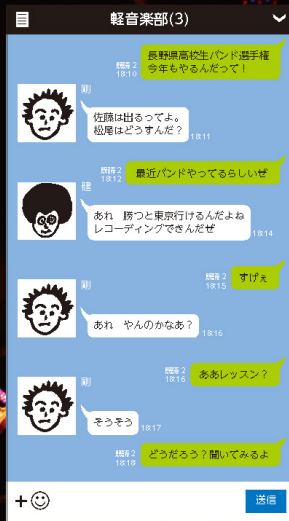 軽音楽部(3)
長野県高校生バンド選手権
今年もやるんだって！
既読 2
18:10
剛
佐藤は出るってよ。
松尾はどうすんだ？
18:11
既読 2
18:12
最近バンドやってるらしいぜ
健
あれ 勝つと東京行けるんだよね
レコーディングできんだぜ
18:14
既読 2
18:15
すげぇ
剛
あれ やんのかなあ？
18:16
既読 2
18:16
ああレッスン？
剛
そうそう
18:17
既読 2
18:18
どうだろう？聞いてみるよ
送信